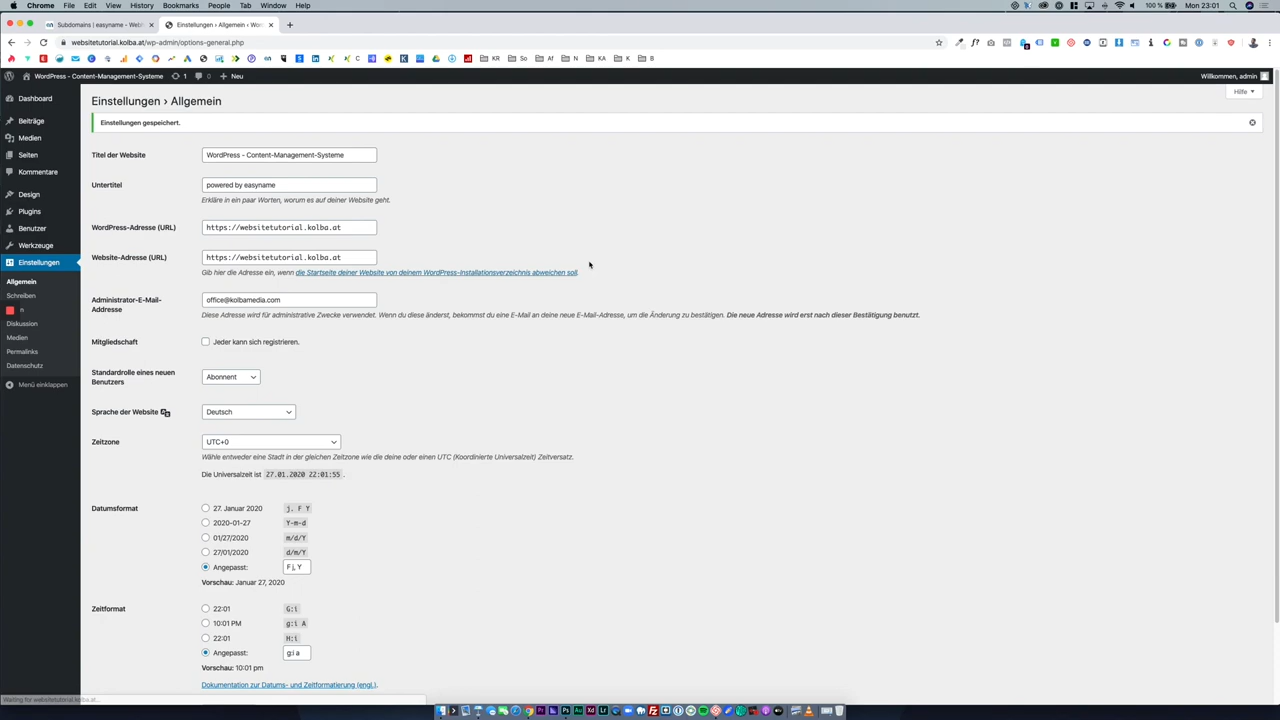 Chrome File Edit View History Bookmarks People Tab Window Help 100 % Mon 23:01
Subdomains | easyname - WebH × Einstellungen › Allgemein ‹ Wor × +
websitetutorial.kolba.at/wp-admin/options-general.php
KR So Af N KA K B
WordPress - Content-Management-Systeme 1 0 Neu Willkommen, admin
Dashboard
Beiträge
Medien
Seiten
Kommentare
Design
Plugins
Benutzer
Werkzeuge
Einstellungen
Allgemein
Schreiben
n
Diskussion
Medien
Permalinks
Datenschutz
Menü einklappen
Hilfe
Einstellungen › Allgemein
Einstellungen gespeichert.
Titel der Website WordPress - Content-Management-Systeme
Untertitel powered by easyname
Erkläre in ein paar Worten, worum es auf deiner Website geht.
WordPress-Adresse (URL) https://websitetutorial.kolba.at
Website-Adresse (URL) https://websitetutorial.kolba.at
Gib hier die Adresse ein, wenn die Startseite deiner Website von deinem WordPress-Installationsverzeichnis abweichen soll.
Administrator-E-Mail-Adresse office@kolbamedia.com
Diese Adresse wird für administrative Zwecke verwendet. Wenn du diese änderst, bekommst du eine E-Mail an deine neue E-Mail-Adresse, um die Änderung zu bestätigen. Die neue Adresse wird erst nach dieser Bestätigung benutzt.
Mitgliedschaft Jeder kann sich registrieren.
Standardrolle eines neuen Benutzers Abonnent
Sprache der Website Deutsch
Zeitzone UTC+0
Wähle entweder eine Stadt in der gleichen Zeitzone wie die deine oder einen UTC (Koordinierte Universalzeit) Zeitversatz.
Die Universalzeit ist 27.01.2020 22:01:55.
Datumsformat 27. Januar 2020 j. F Y
2020-01-27 Y-m-d
01/27/2020 m/d/Y
27/01/2020 d/m/Y
Angepasst: F j, Y
Vorschau: Januar 27, 2020
Zeitformat 22:01 G:i
10:01 PM g:i A
22:01 H:i
Angepasst: g:i a
Vorschau: 10:01 pm
Dokumentation zur Datums- und Zeitformatierung (engl.).
Waiting for websitetutorial.kolba.at...